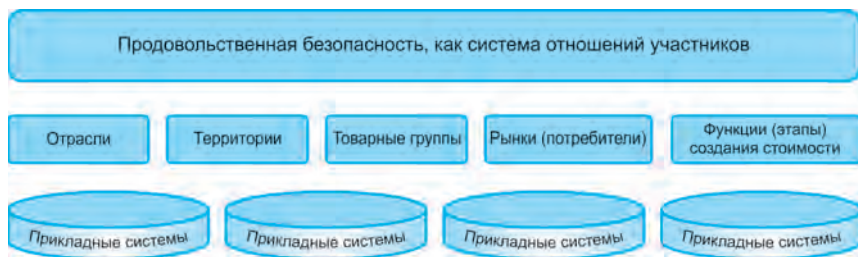 Продовольственная безопасность, как система отношений участников
Отрасли
Территории
Товарные группы
Рынки (потребители)
Функции (этапы)
создания стоимости
Прикладные системы
Прикладные системы
Прикладные системы
Прикладные системы